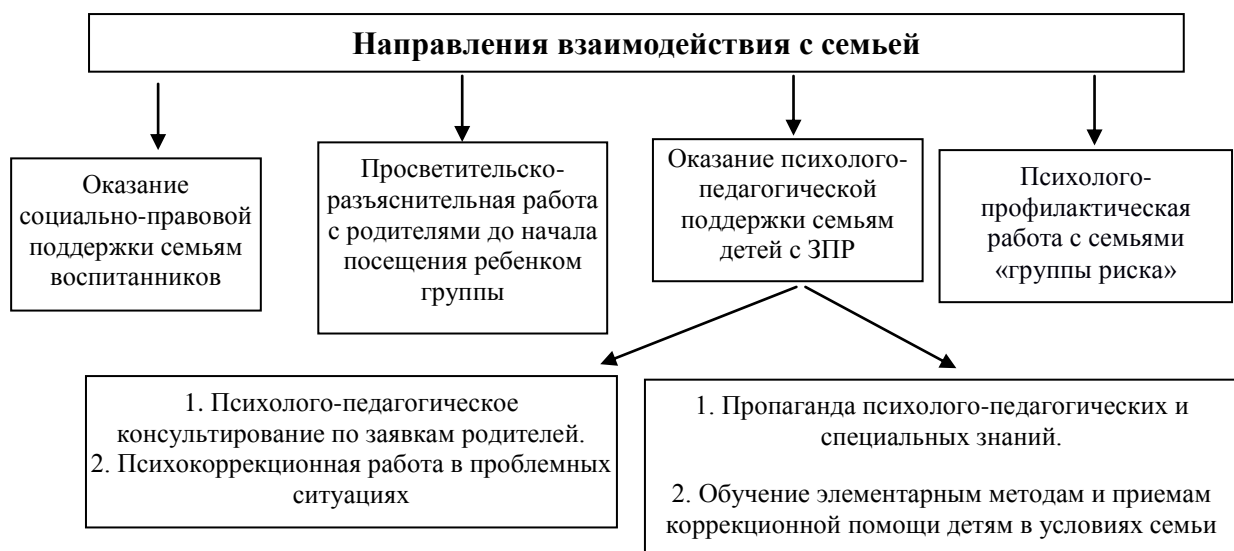 Направления взаимодействия с семьей
Оказание
социально-правовой
поддержки семьям
воспитанников
Просветительско-
разъяснительная работа
с родителями до начала
посещения ребенком
группы
Оказание психолого-
педагогической
поддержки семьям
детей с ЗПР
Психолого-
профилактическая
работа с семьями
«группы риска»
1. Психолого-педагогическое
консультирование по заявкам родителей.
2. Психокоррекционная работа в проблемных
ситуациях
1. Пропаганда психолого-педагогических и
специальных знаний.
2. Обучение элементарным методам и приемам
коррекционной помощи детям в условиях семьи